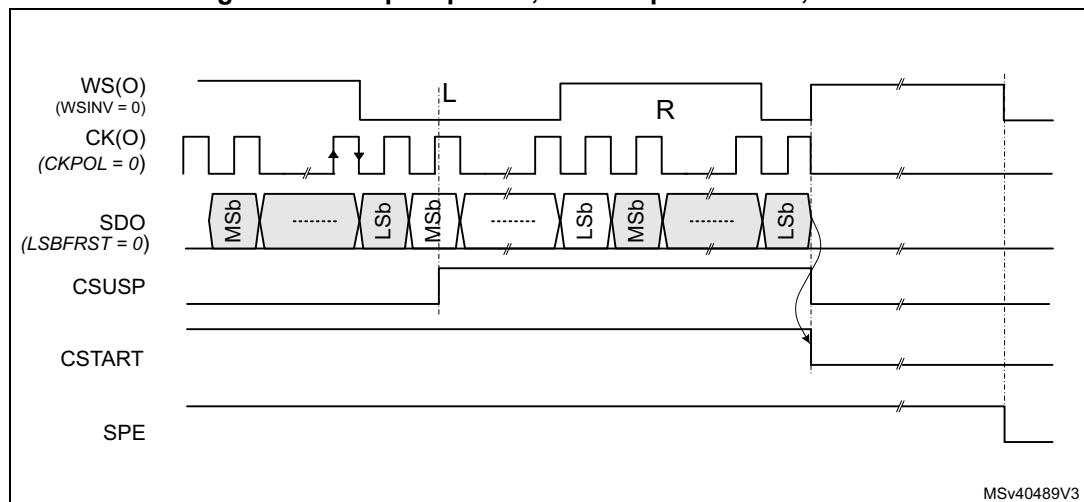 WS(O)
(WSINV = 0)
L
R
CK(O)
(CKPOL = 0)
//
SDO
(LSBFRST = 0)
MSb
--------
LSb
MSb
--------
LSb
MSb
--------
LSb
CSUSP
CSTART
SPE
MSv40489V3